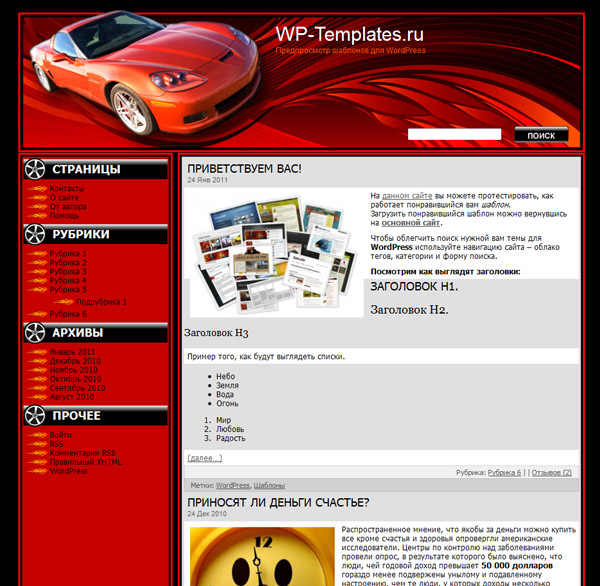 WP-Templates.ru
Предпросмотр шаблонов для WordPress
ПОИСК
СТРАНИЦЫ
Контакты
О сайте
От автора
Помощь
РУБРИКИ
Рубрика 1
Рубрика 2
Рубрика 3
Рубрика 4
Рубрика 5
Подрубрика 1
Рубрика 6
АРХИВЫ
Январь 2011
Декабрь 2010
Ноябрь 2010
Октябрь 2010
Сентябрь 2010
Август 2010
ПРОЧЕЕ
Войти
RSS
Комментарии RSS
Правильный XHTML
WordPress
ПРИВЕТСТВУЕМ ВАС!
24 Янв 2011
На данном сайте вы можете протестировать, как
работает понравившийся вам шаблон.
Загрузить понравившийся шаблон можно вернувшись
на основной сайт.
Чтобы облегчить поиск нужной вам темы для
WordPress используйте навигацию сайта – облако
тегов, категории и форму поиска.
Посмотрим как выглядят заголовки:
ЗАГОЛОВОК H1.
Заголовок H2.
Заголовок H3
Пример того, как будут выглядеть списки.
• Небо
• Земля
• Вода
• Огонь
1. Мир
2. Любовь
3. Радость
(далее…)
Рубрика: Рубрика 6 | | Отзывов (2)
Метки: WordPress, Шаблоны
ПРИНОСЯТ ЛИ ДЕНЬГИ СЧАСТЬЕ?
24 Дек 2010
12
Распространенное мнение, что якобы за деньги можно купить
все кроме счастья и здоровья опровергли американские
исследователи. Центры по контролю над заболеваниями
провели опрос, в результате которого было выяснено, что
люди, чей годовой доход превышает 50 000 долларов
гораздо менее подвержены унылому и подавленному
настроению, чем те люди, у которых доходы несколько